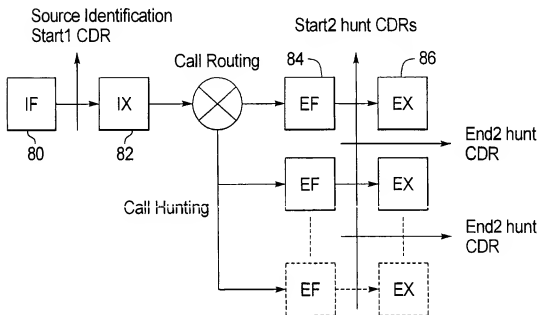 Source Identification
Start1 CDR
Start2 hunt CDRs
Call Routing
84
86
IF
IX
EF
EX
80
82
End2 hunt
CDR
EF
EX
Call Hunting
End2 hunt
CDR
EF
EX